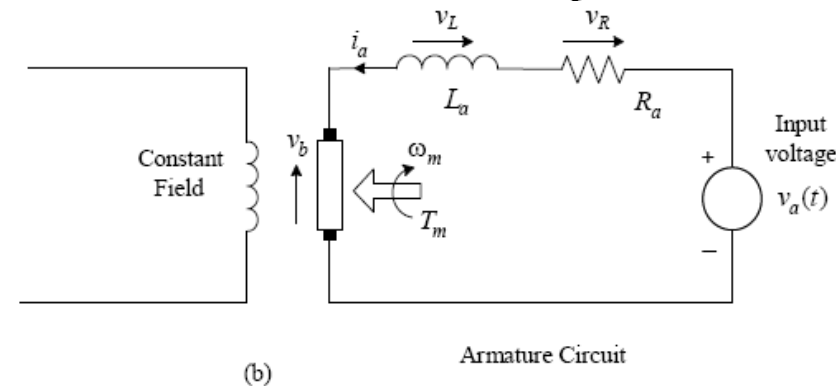 v_L
v_R
i_a
L_a
R_a
Input
voltage
v_a(t)
+
−
Constant
Field
v_b
ω_m
T_m
Armature Circuit
(b)